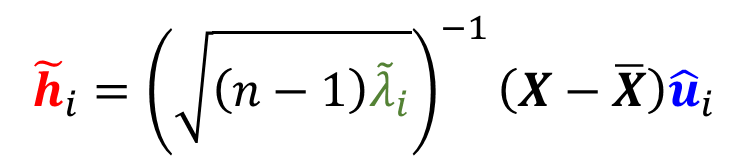 h̃ᵢ = (√((n − 1)λ̃ᵢ))⁻¹ (X − X̅)ûᵢ